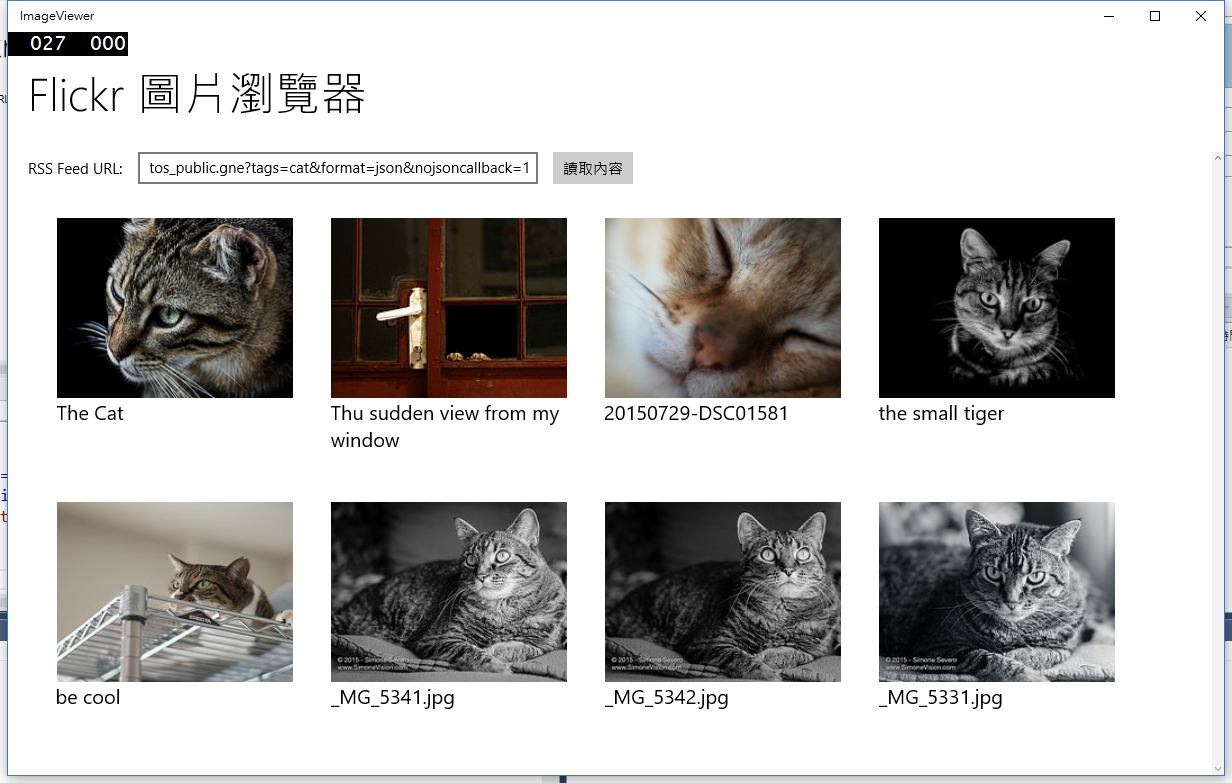 ImageViewer
027 000
Flickr 圖片瀏覽器
RSS Feed URL: tos_public.gne?tags=cat&format=json&nojsoncallback=1 讀取內容
The Cat
Thu sudden view from my
window
20150729-DSC01581
the small tiger
© 2015 - Simone Severo
www.SimoneVision.com
© 2015 - Simone Severo
www.SimoneVision.com
© 2015 - Simone Severo
www.SimoneVision.com
be cool
_MG_5341.jpg
_MG_5342.jpg
_MG_5331.jpg